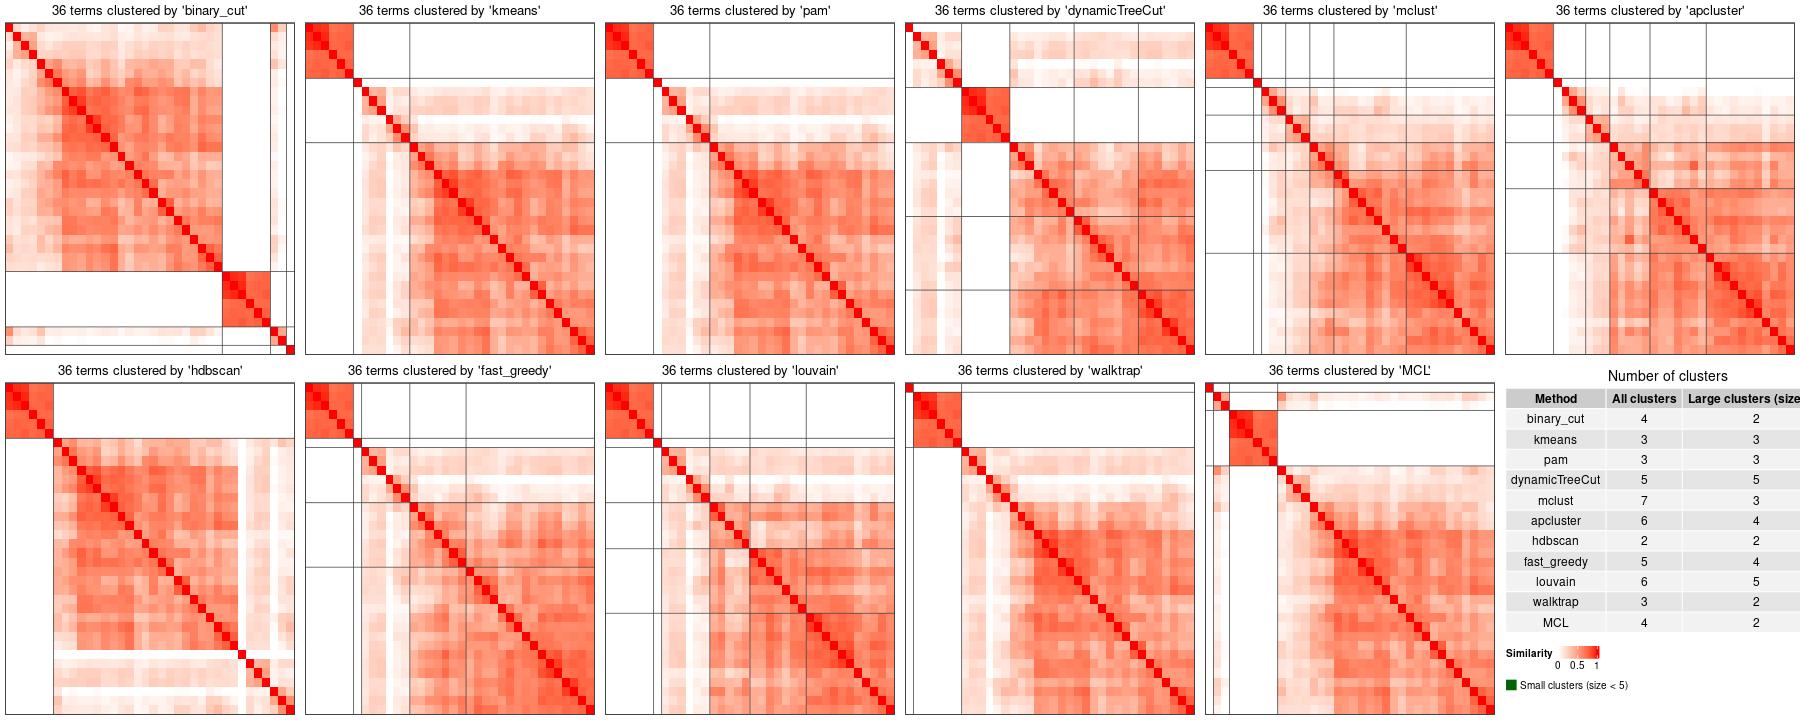 36 terms clustered by 'binary_cut'
36 terms clustered by 'kmeans'
36 terms clustered by 'pam'
36 terms clustered by 'dynamicTreeCut'
36 terms clustered by 'mclust'
36 terms clustered by 'apcluster'
36 terms clustered by 'hdbscan'
36 terms clustered by 'fast_greedy'
36 terms clustered by 'louvain'
36 terms clustered by 'walktrap'
36 terms clustered by 'MCL'
Number of clusters
Method All clusters Large clusters (size
binary_cut 4 2
kmeans 3 3
pam 3 3
dynamicTreeCut 5 5
mclust 7 3
apcluster 6 4
hdbscan 2 2
fast_greedy 5 4
louvain 6 5
walktrap 3 2
MCL 4 2
Similarity
0 0.5 1
Small clusters (size < 5)